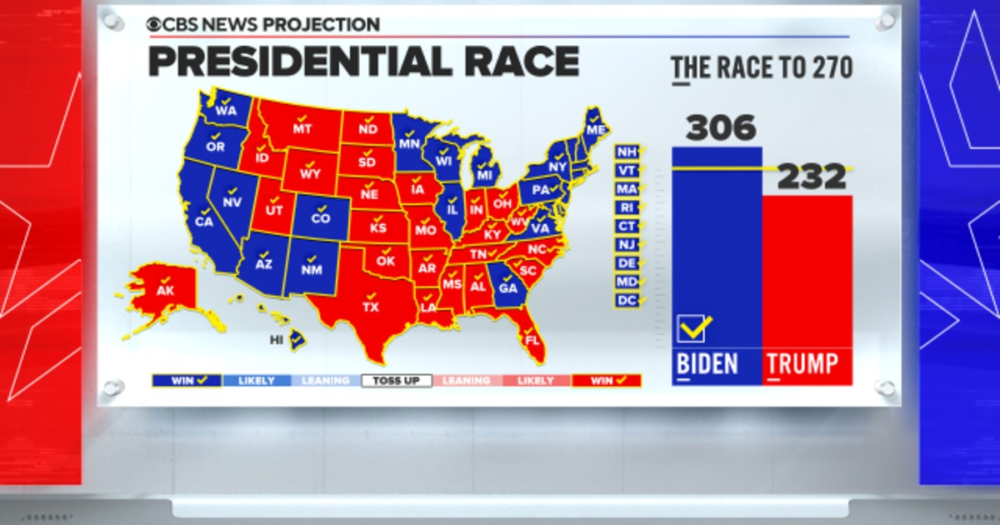 CBS NEWS PROJECTION
PRESIDENTIAL RACE
THE RACE TO 270
306
232
WA
MT
ND
MN
ME
OR
ID
SD
WI
MI
NY
WY
IA
PA
NV
UT
NE
IL
IN
OH
CA
CO
KS
MO
KY
WV
VA
AZ
NM
OK
AR
TN
NC
SC
MS
AL
GA
TX
LA
FL
AK
HI
NH
VT
MA
RI
CT
NJ
DE
MD
DC
BIDEN
TRUMP
WIN LIKELY LEANING TOSS UP LEANING LIKELY WIN